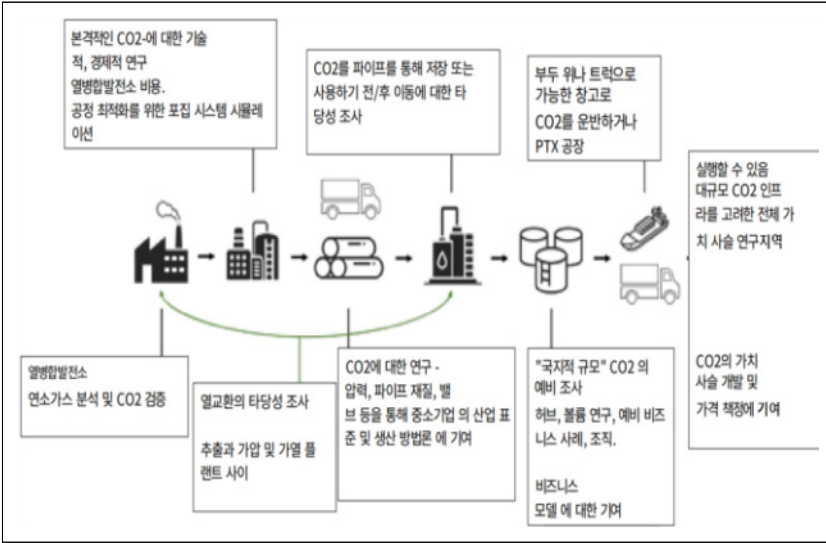 본격적인 CO2-에 대한 기술
적, 경제적 연구
열병합발전소 비용.
공정 최적화를 위한 포집 시스템 시뮬레
이션
CO2를 파이프를 통해 저장 또는
사용하기 전/후 이동에 대한 타
당성 조사
부두 위나 트럭으로
가능한 창고로
CO2를 운반하거나
PTX 공장
실행할 수 있음
대규모 CO2 인프
라를 고려한 전체 가
치 사슬 연구지역
CO2의 가치
사슬 개발 및
가격 책정에 기여
열병합발전소
연소가스 분석 및 CO2 검증
열교환의 타당성 조사
추출과 가압 및 가열 플
랜트 사이
CO2에 대한 연구 -
압력, 파이프 재질, 밸
브 등을 통해 중소기업 의 산업 표
준 및 생산 방법론 에 기여
"국지적 규모" CO2 의
예비 조사
허브, 볼륨 연구, 예비 비즈
니스 사례, 조직.
비즈니스
모델 에 대한 기여